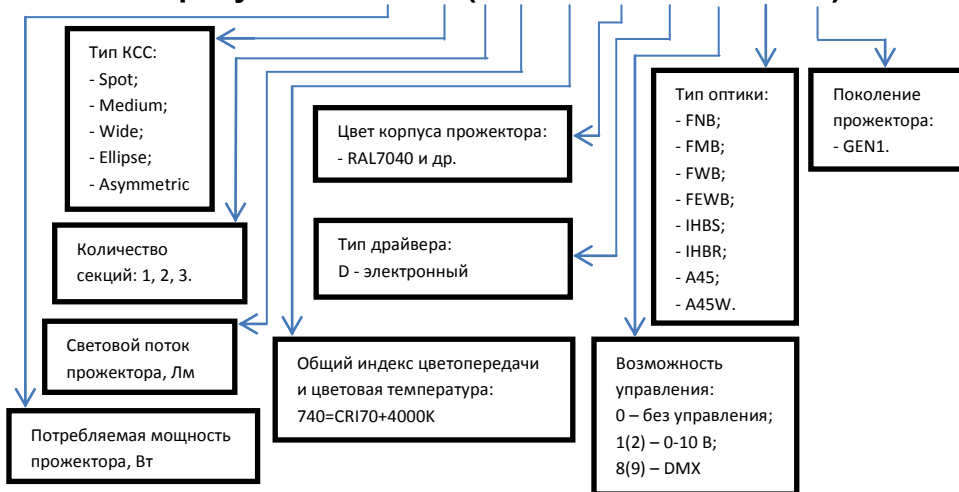 Тип КСС:
- Spot;
- Medium;
- Wide;
- Ellipse;
- Asymmetric
Количество
секций: 1, 2, 3.
Световой поток
прожектора, Лм
Потребляемая мощность
прожектора, Вт
Цвет корпуса прожектора:
- RAL7040 и др.
Тип драйвера:
D - электронный
Общий индекс цветопередачи
и цветовая температура:
740=CRI70+4000K
Тип оптики:
- FNB;
- FMB;
- FWB;
- FEWB;
- IHBS;
- IHBR;
- A45;
- A45W.
Возможность
управления:
0 – без управления;
1(2) – 0-10 В;
8(9) – DMX
Поколение
прожектора:
- GEN1.